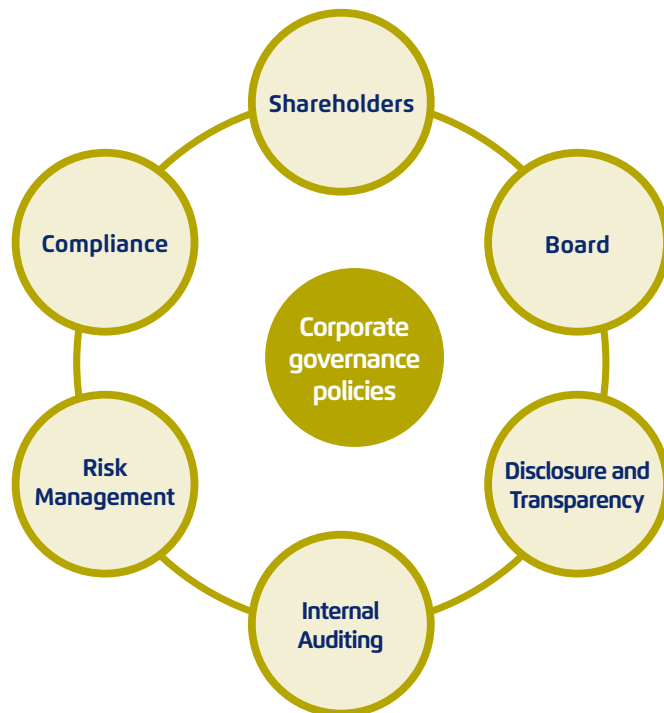 Shareholders
Compliance
Board
Corporate
governance
policies
Risk
Management
Disclosure and
Transparency
Internal
Auditing